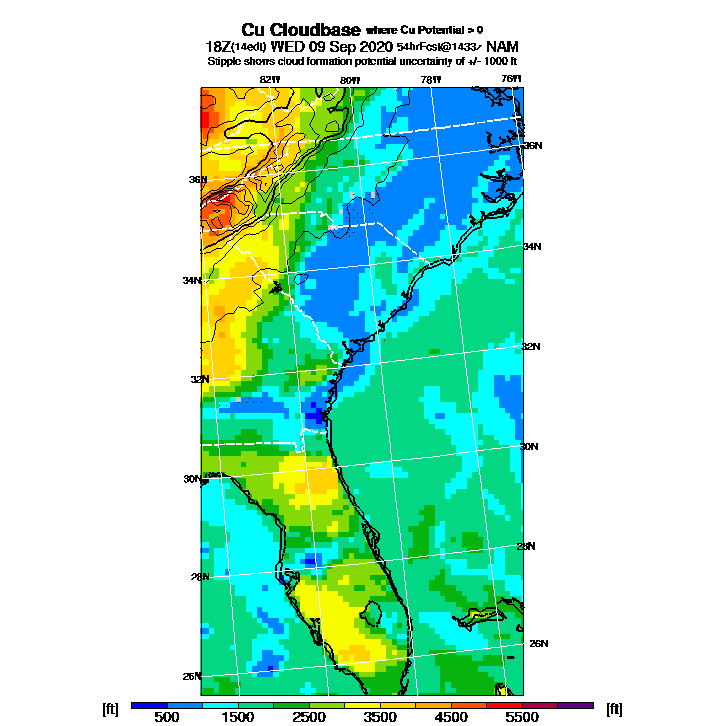 Cu Cloudbase where Cu Potential > 0
18Z(14edt) WED 09 Sep 2020 54hrFcst@1433z NAM
Stipple shows cloud formation potential uncertainty of +/- 1000 ft
82W 80W 78W 76W
36N
36N
34N
34N
32N
32N
30N
30N
28N
28N
26N
26N
[ft] 500 1500 2500 3500 4500 5500 [ft]